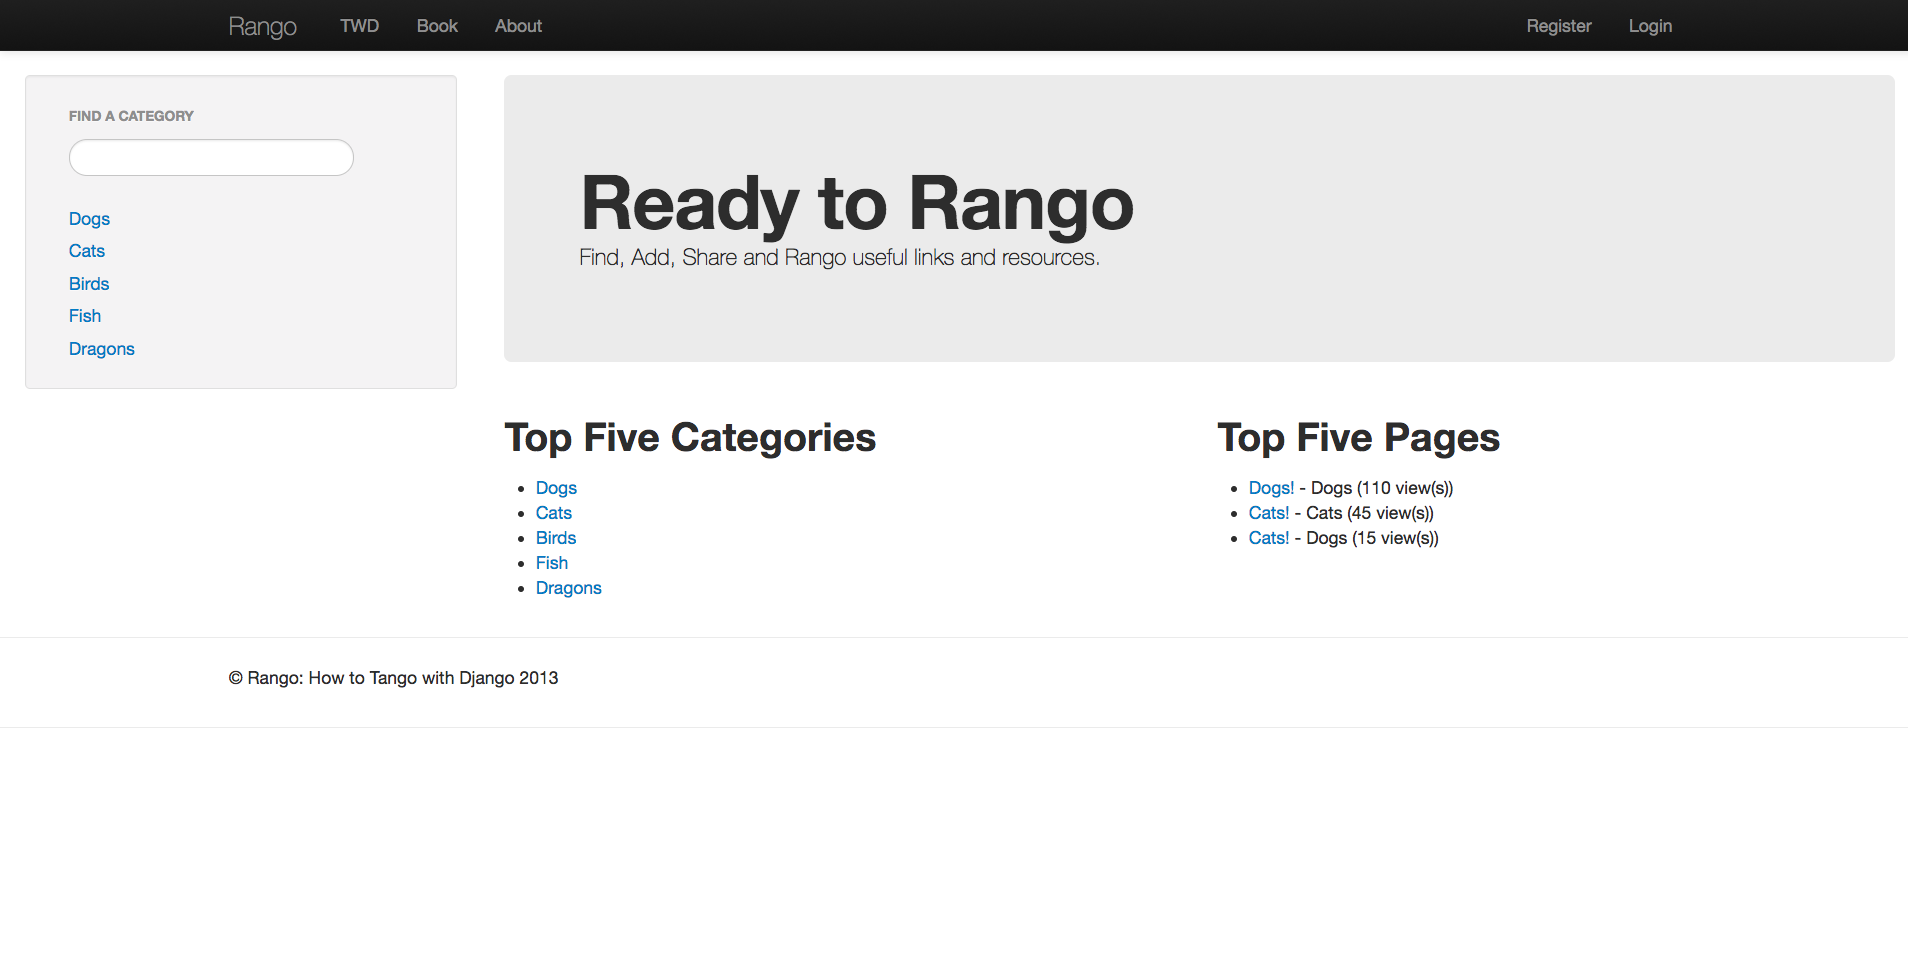 Rango TWD Book About Register Login
FIND A CATEGORY
Dogs
Cats
Birds
Fish
Dragons
Ready to Rango
Find, Add, Share and Rango useful links and resources.
Top Five Categories
Dogs
Cats
Birds
Fish
Dragons
Top Five Pages
Dogs! - Dogs (110 view(s))
Cats! - Cats (45 view(s))
Cats! - Dogs (15 view(s))
© Rango: How to Tango with Django 2013